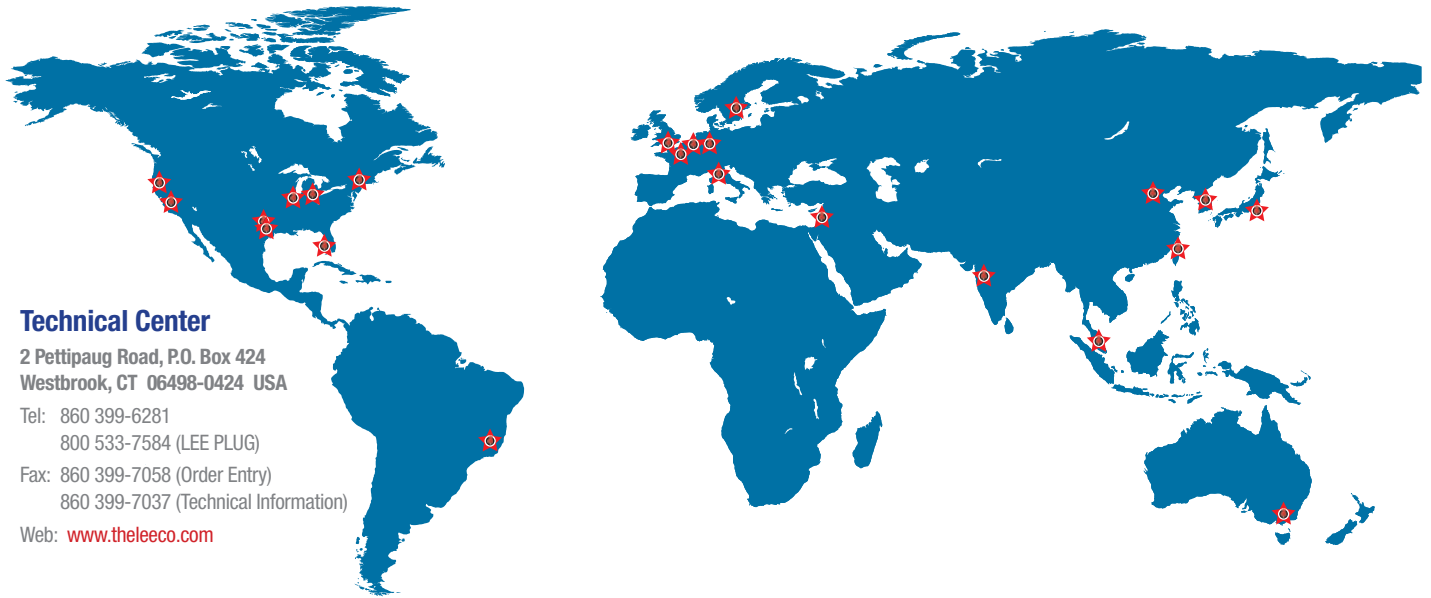 Technical Center
2 Pettipaug Road, P.O. Box 424
Westbrook, CT  06498-0424  USA
Tel: 860 399-6281
800 533-7584 (LEE PLUG)
Fax: 860 399-7058 (Order Entry)
860 399-7037 (Technical Information)
Web: www.theleeco.com